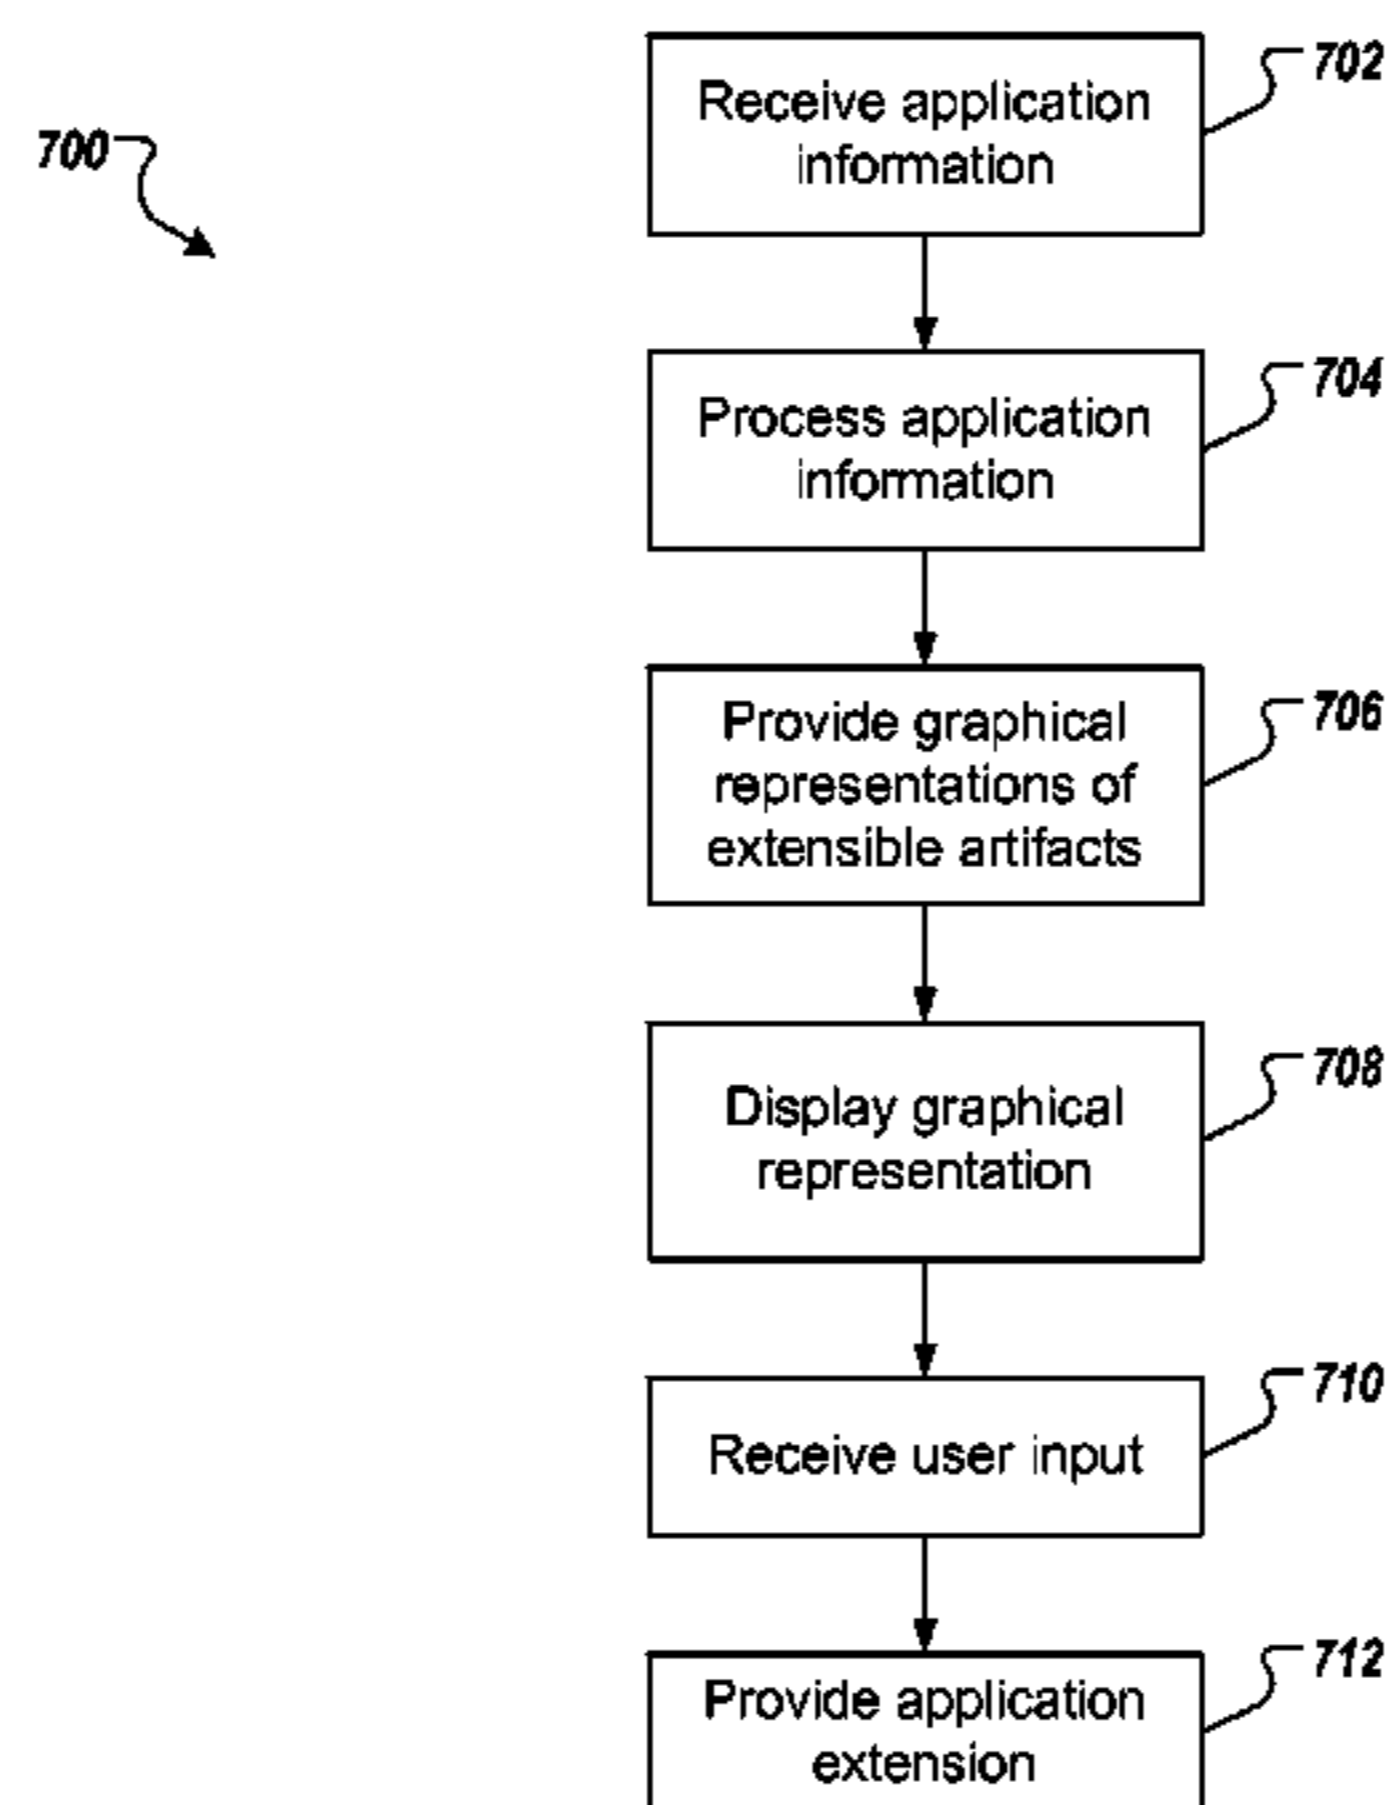 700
702
Receive application
information
704
Process application
information
706
Provide graphical
representations of
extensible artifacts
708
Display graphical
representation
710
Receive user input
712
Provide application
extension